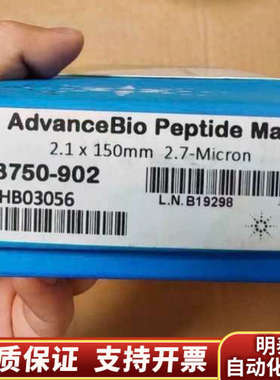 AdvanceBio Peptide Ma
2.1 x 150mm 2.7-Micron
3750-902
HB03056
L.N. B19298
质保证 支持开票
明泰
自动化